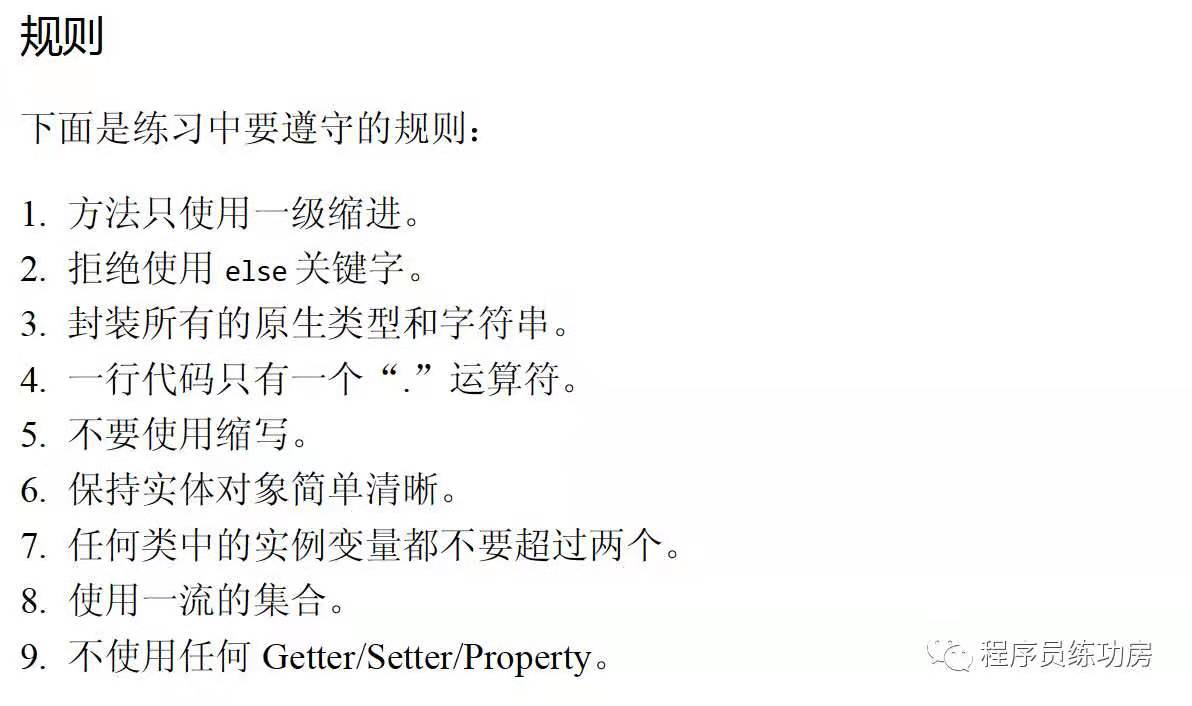 规则
下面是练习中要遵守的规则：
1. 方法只使用一级缩进。
2. 拒绝使用 else 关键字。
3. 封装所有的原生类型和字符串。
4. 一行代码只有一个“.”运算符。
5. 不要使用缩写。
6. 保持实体对象简单清晰。
7. 任何类中的实例变量都不要超过两个。
8. 使用一流的集合。
9. 不使用任何 Getter/Setter/Property。
程序员练功房